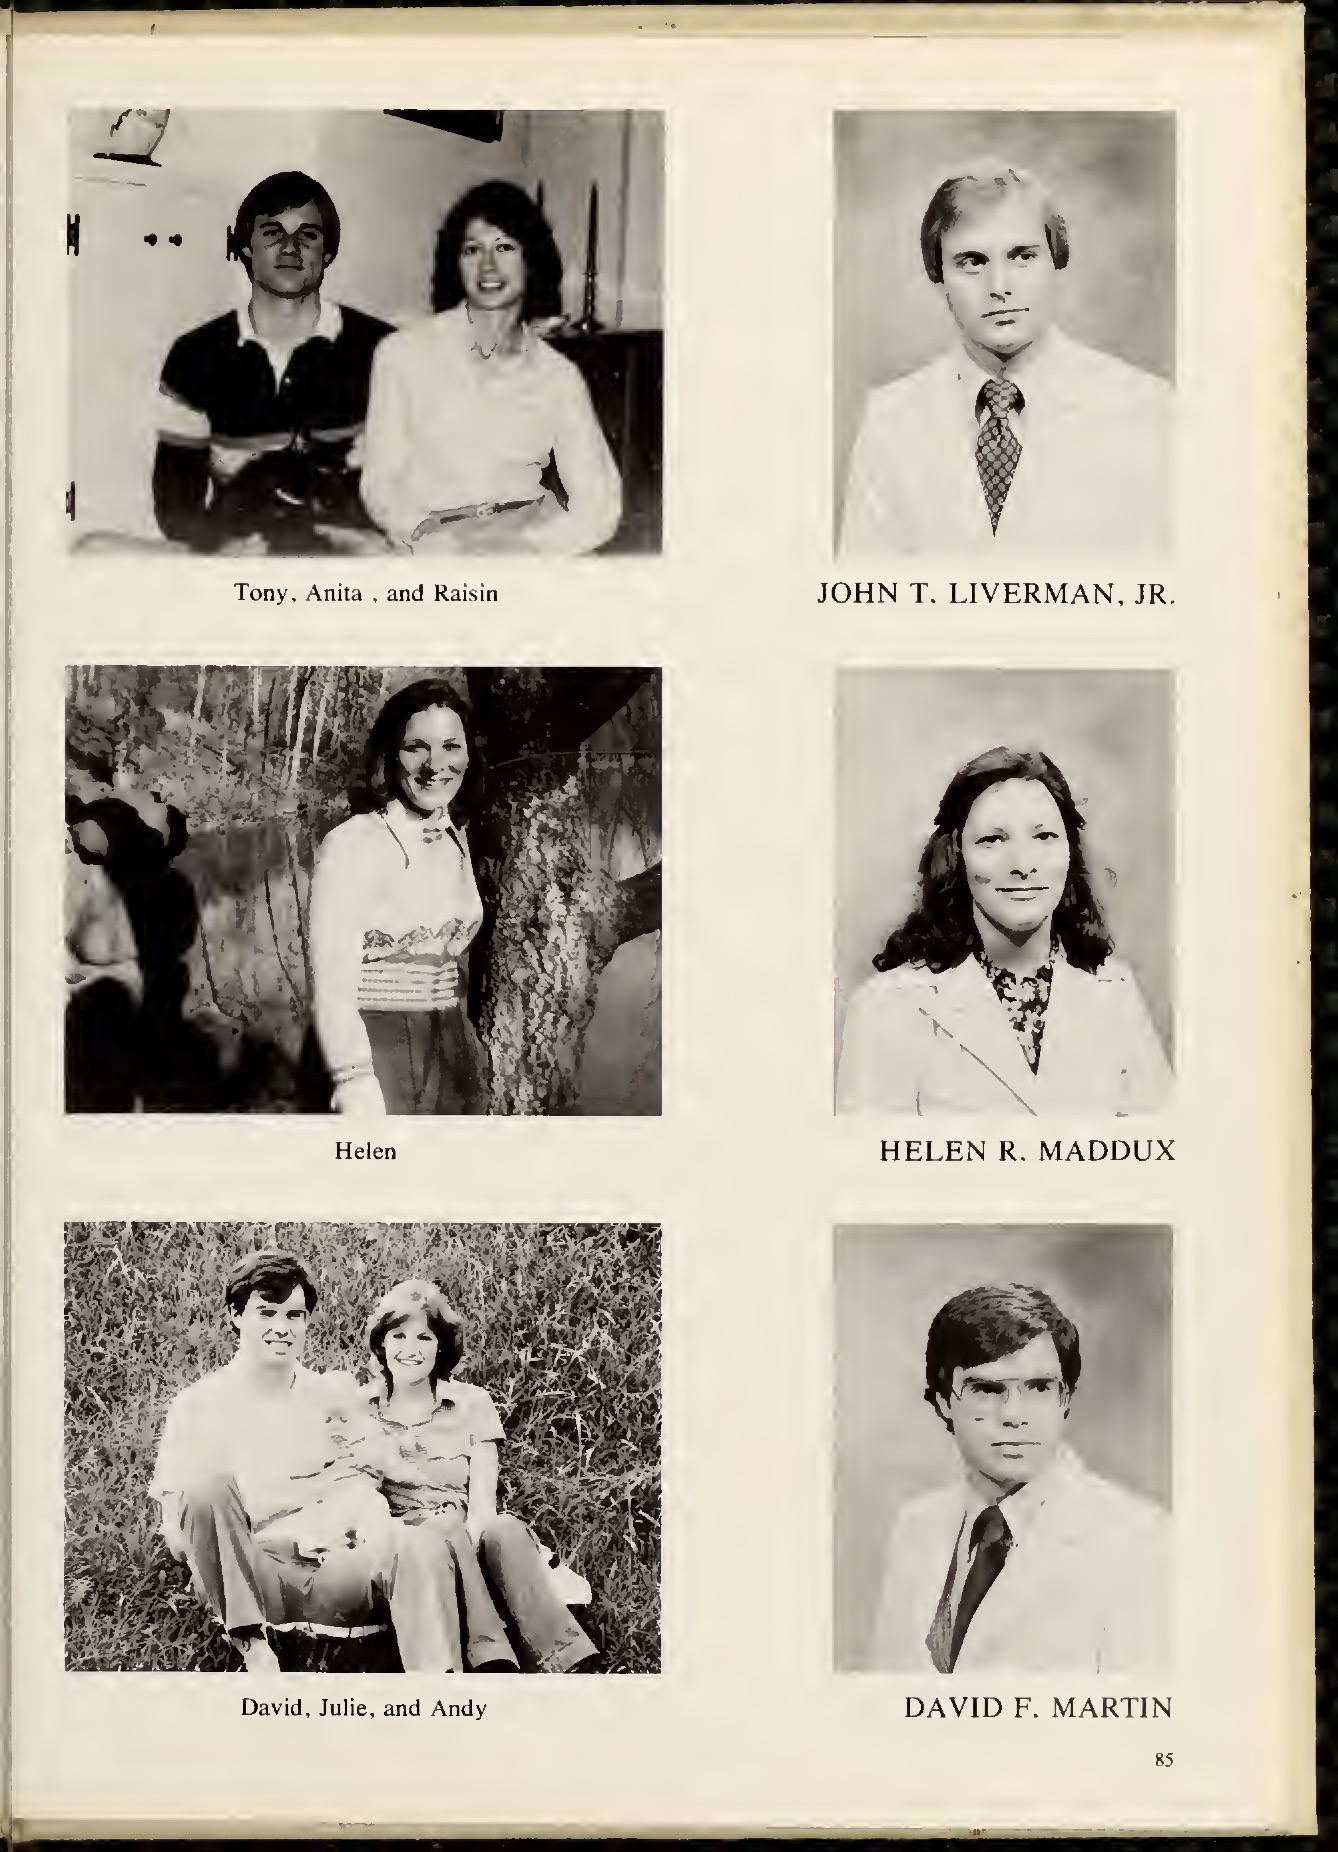 Tony, Anita , and Raisin
JOHN T. LIVERMAN, JR.
Helen
HELEN R. MADDUX
David, Julie, and Andy
DAVID F. MARTIN
85